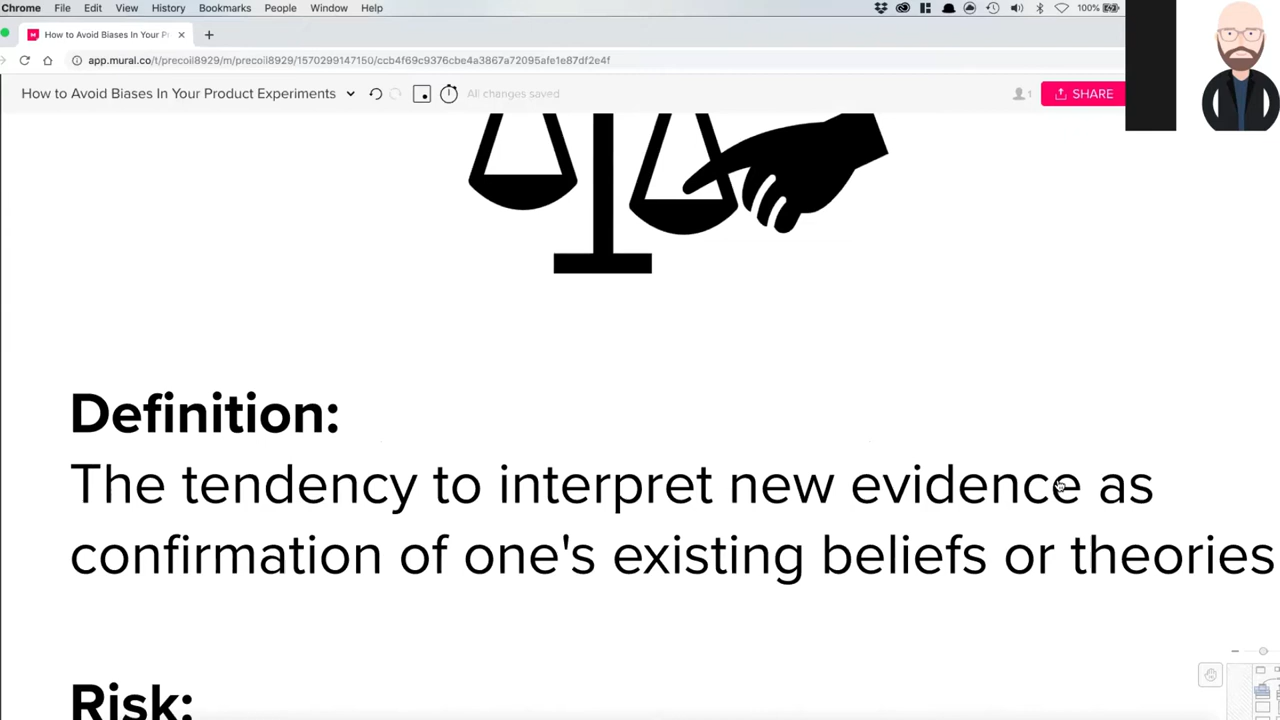 Chrome File Edit View History Bookmarks People Window Help 100%
How to Avoid Biases In Your P
app.mural.co/t/precoil8929/m/precoil8929/1570299147150/ccb4f69c9376cbe4a3867a72095afe1e87df2e4f
How to Avoid Biases In Your Product Experiments All changes saved 1 SHARE
Definition:
The tendency to interpret new evidence as
confirmation of one's existing beliefs or theories
Risk: